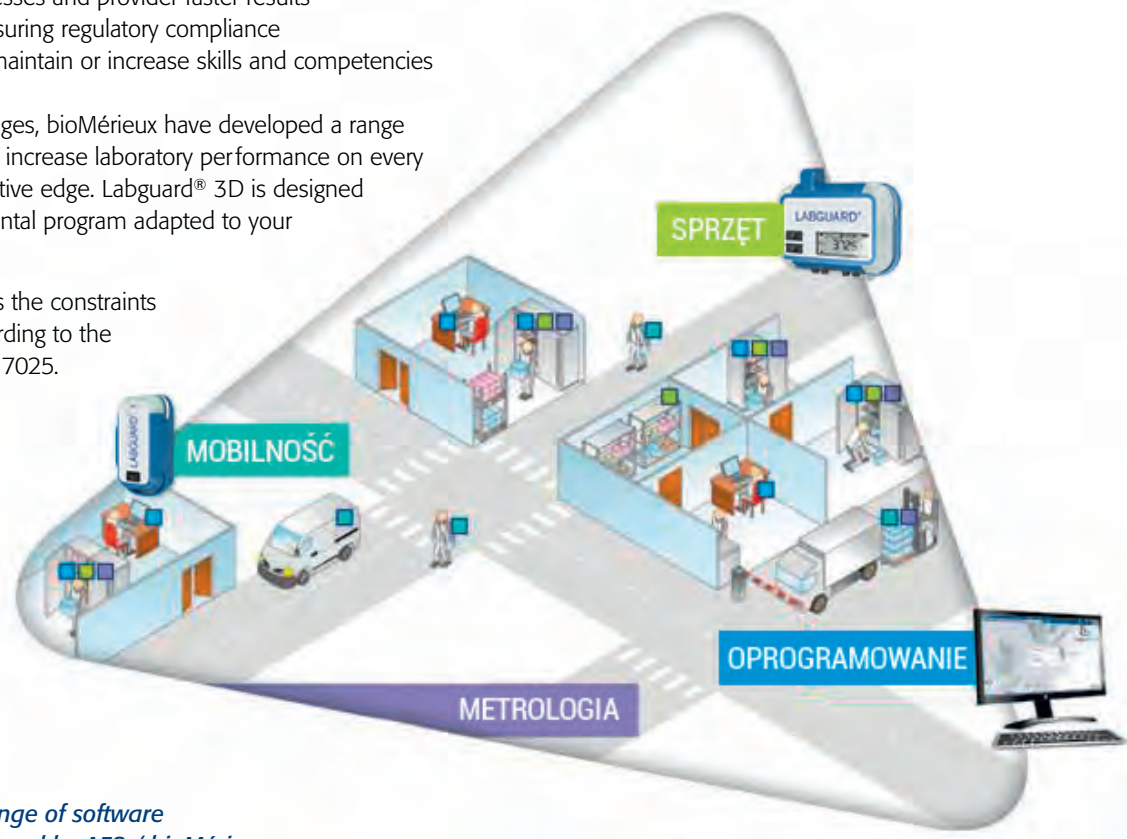 sses and provider faster results
suring regulatory compliance
maintain or increase skills and competencies
ges, bioMérieux have developed a range
increase laboratory performance on every
tive edge. Labguard® 3D is designed
ntal program adapted to your
s the constraints
rding to the
7025.
LABGUARD®
3725
SPRZĘT
LABGUARD
MOBILNOŚĆ
OPROGRAMOWANIE
METROLOGIA
nge of software